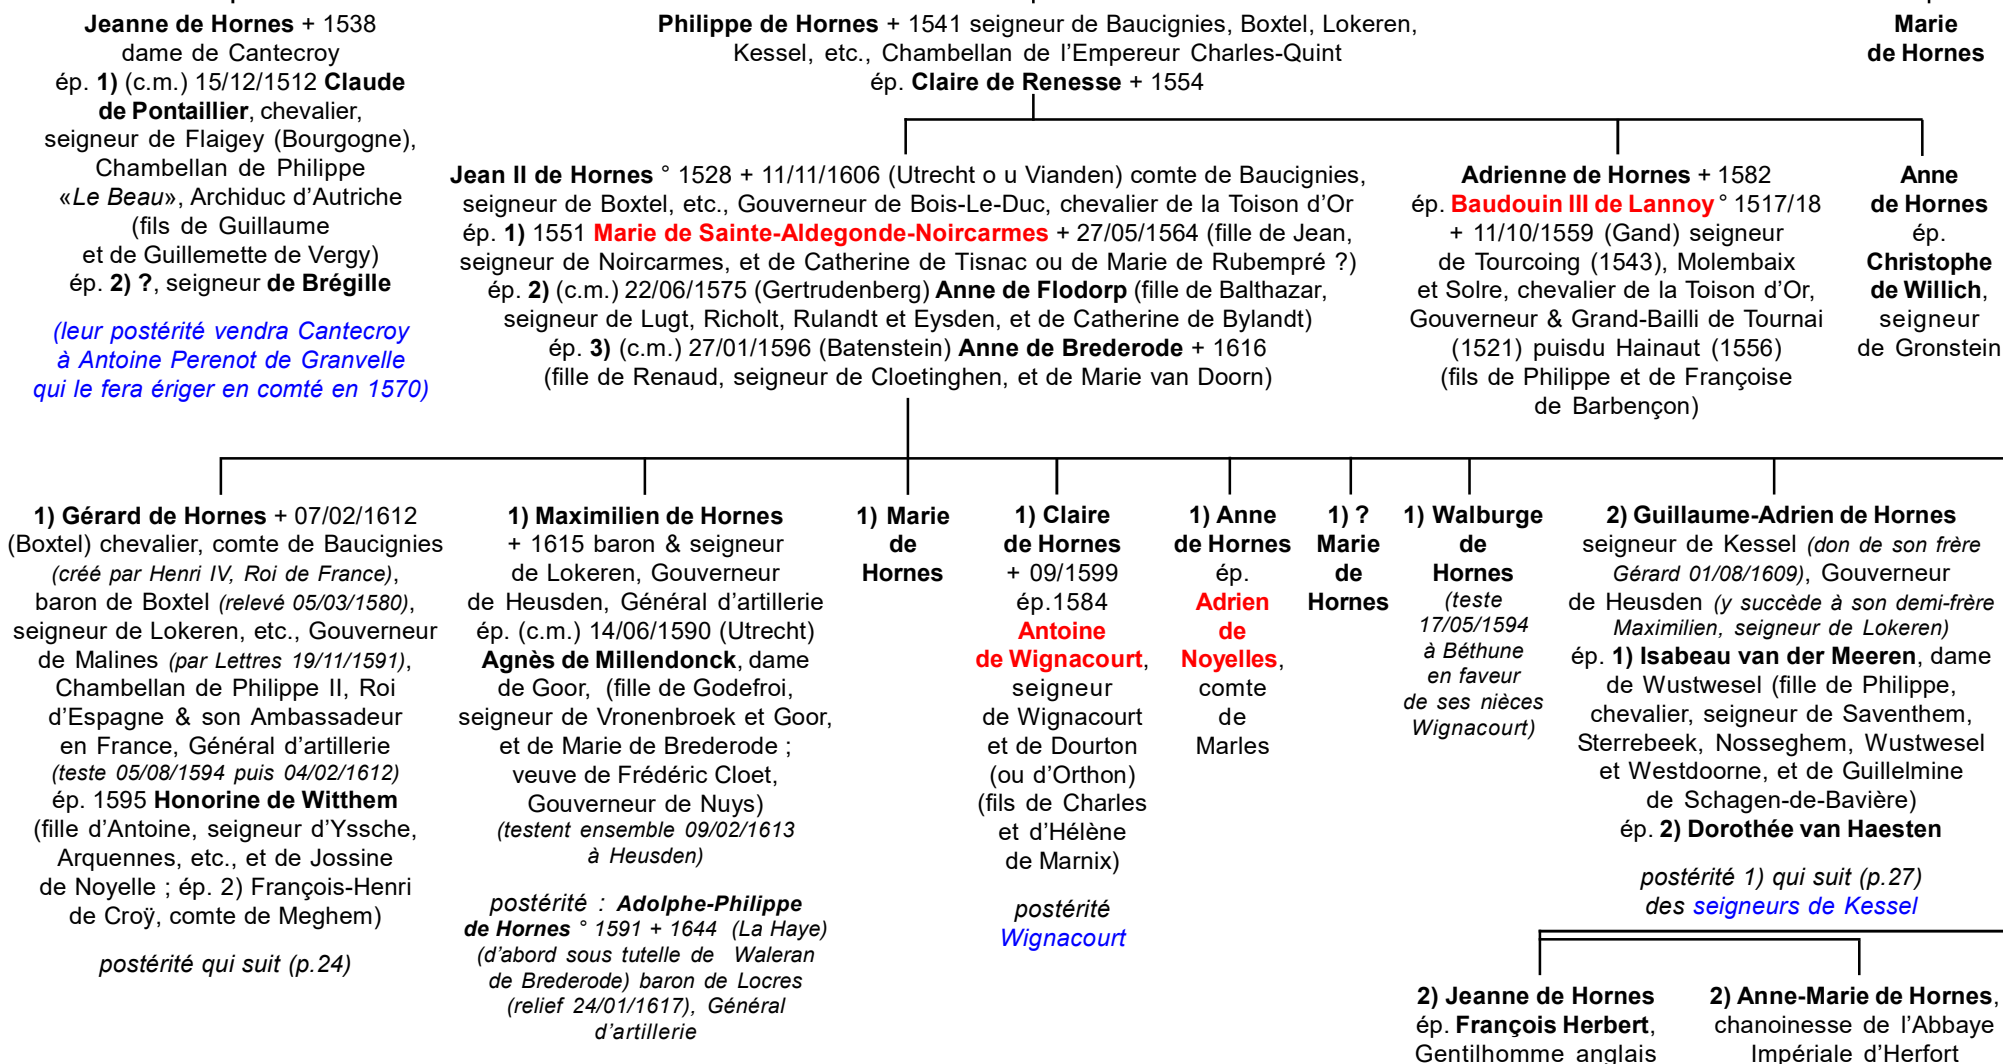 Jeanne de Hornes + 1538
dame de Cantecroy
ép. 1) (c.m.) 15/12/1512 Claude
de Pontaillier, chevalier,
seigneur de Flaigey (Bourgogne),
Chambellan de Philippe
«Le Beau», Archiduc d’Autriche
(fils de Guillaume
et de Guillemette de Vergy)
ép. 2) ?, seigneur de Brégille
(leur postérité vendra Cantecroy
à Antoine Perenot de Granvelle
qui le fera ériger en comté en 1570)
Philippe de Hornes + 1541 seigneur de Baucignies, Boxtel, Lokeren,
Kessel, etc., Chambellan de l’Empereur Charles-Quint
ép. Claire de Renesse + 1554
Marie
de Hornes
Jean II de Hornes ° 1528 + 11/11/1606 (Utrecht o u Vianden) comte de Baucignies,
seigneur de Boxtel, etc., Gouverneur de Bois-Le-Duc, chevalier de la Toison d’Or
ép. 1) 1551 Marie de Sainte-Aldegonde-Noircarmes + 27/05/1564 (fille de Jean,
seigneur de Noircarmes, et de Catherine de Tisnac ou de Marie de Rubempré ?)
ép. 2) (c.m.) 22/06/1575 (Gertrudenberg) Anne de Flodorp (fille de Balthazar,
seigneur de Lugt, Richolt, Rulandt et Eysden, et de Catherine de Bylandt)
ép. 3) (c.m.) 27/01/1596 (Batenstein) Anne de Brederode + 1616
(fille de Renaud, seigneur de Cloetinghen, et de Marie van Doorn)
Adrienne de Hornes + 1582
ép. Baudouin III de Lannoy ° 1517/18
+ 11/10/1559 (Gand) seigneur
de Tourcoing (1543), Molembaix
et Solre, chevalier de la Toison d’Or,
Gouverneur & Grand-Bailli de Tournai
(1521) puisdu Hainaut (1556)
(fils de Philippe et de Françoise
de Barbençon)
Anne
de Hornes
ép.
Christophe
de Willich,
seigneur
de Gronstein
1) Gérard de Hornes + 07/02/1612
(Boxtel) chevalier, comte de Baucignies
(créé par Henri IV, Roi de France),
baron de Boxtel (relevé 05/03/1580),
seigneur de Lokeren, etc., Gouverneur
de Malines (par Lettres 19/11/1591),
Chambellan de Philippe II, Roi
d’Espagne & son Ambassadeur
en France, Général d’artillerie
(teste 05/08/1594 puis 04/02/1612)
ép. 1595 Honorine de Witthem
(fille d’Antoine, seigneur d’Yssche,
Arquennes, etc., et de Jossine
de Noyelle ; ép. 2) François-Henri
de Croÿ, comte de Meghem)
postérité qui suit (p.24)
1) Maximilien de Hornes
+ 1615 baron & seigneur
de Lokeren, Gouverneur
de Heusden, Général d’artillerie
ép. (c.m.) 14/06/1590 (Utrecht)
Agnès de Millendonck, dame
de Goor, (fille de Godefroi,
seigneur de Vronenbroek et Goor,
et de Marie de Brederode ;
veuve de Frédéric Cloet,
Gouverneur de Nuys)
(testent ensemble 09/02/1613
à Heusden)
postérité : Adolphe-Philippe
de Hornes ° 1591 + 1644 (La Haye)
(d’abord sous tutelle de Waleran
de Brederode) baron de Locres
(relief 24/01/1617), Général
d’artillerie
1) Marie
de
Hornes
1) Claire
de Hornes
+ 09/1599
ép.1584
Antoine
de Wignacourt,
seigneur
de Wignacourt
et de Dourton
(ou d’Orthon)
(fils de Charles
et d’Hélène
de Marnix)
postérité
Wignacourt
1) Anne
de Hornes
ép.
Adrien
de
Noyelles,
comte
de
Marles
1) ?
Marie
de
Hornes
1) Walburge
de
Hornes
(teste
17/05/1594
à Béthune
en faveur
de ses nièces
Wignacourt)
2) Guillaume-Adrien de Hornes
seigneur de Kessel (don de son frère
Gérard 01/08/1609), Gouverneur
de Heusden (y succède à son demi-frère
Maximilien, seigneur de Lokeren)
ép. 1) Isabeau van der Meeren, dame
de Wustwesel (fille de Philippe,
chevalier, seigneur de Saventhem,
Sterrebeek, Nosseghem, Wustwesel
et Westdoorne, et de Guillelmine
de Schagen-de-Bavière)
ép. 2) Dorothée van Haesten
postérité 1) qui suit (p.27)
des seigneurs de Kessel
2) Jeanne de Hornes
ép. François Herbert,
Gentilhomme anglais
2) Anne-Marie de Hornes,
chanoinesse de l’Abbaye
Impériale d’Herfort